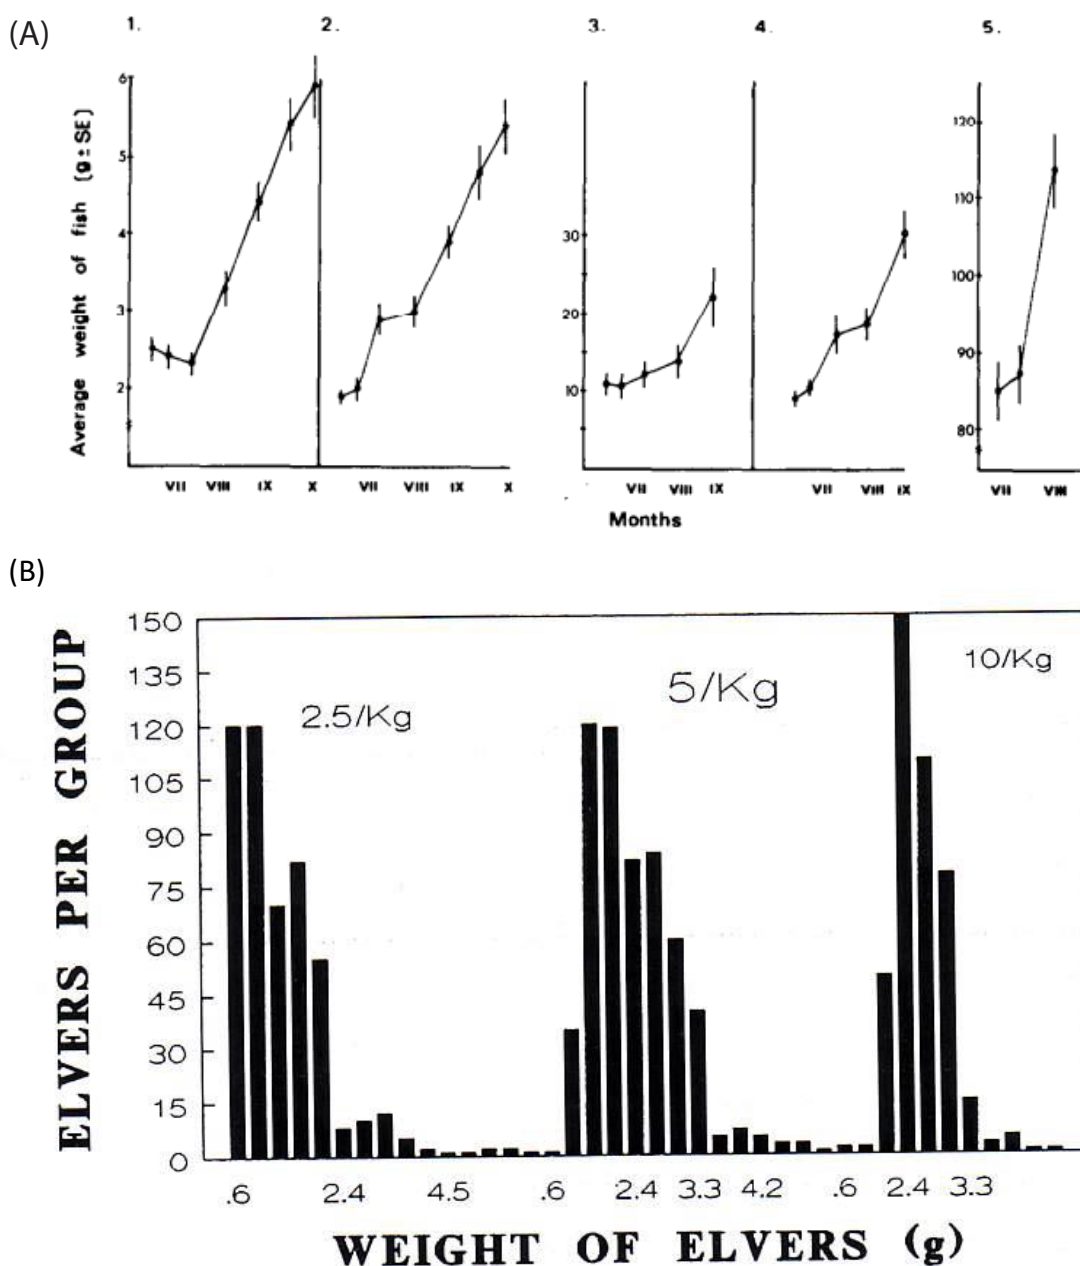 (A)
1. 2. 3. 4. 5.
Average weight of fish [g±SE]
6
5
4
3
2
30
20
10
120
110
100
90
80
VII VIII IX X VII VIII IX X VII VIII IX VII VIII IX VII VIII
Months
(B)
ELVERS PER GROUP
150
135
120
105
90
75
60
45
30
15
0
2.5/Kg 5/Kg 10/Kg
.6 2.4 4.5 .6 2.4 3.3 4.2 .6 2.4 3.3
WEIGHT OF ELVERS (g)